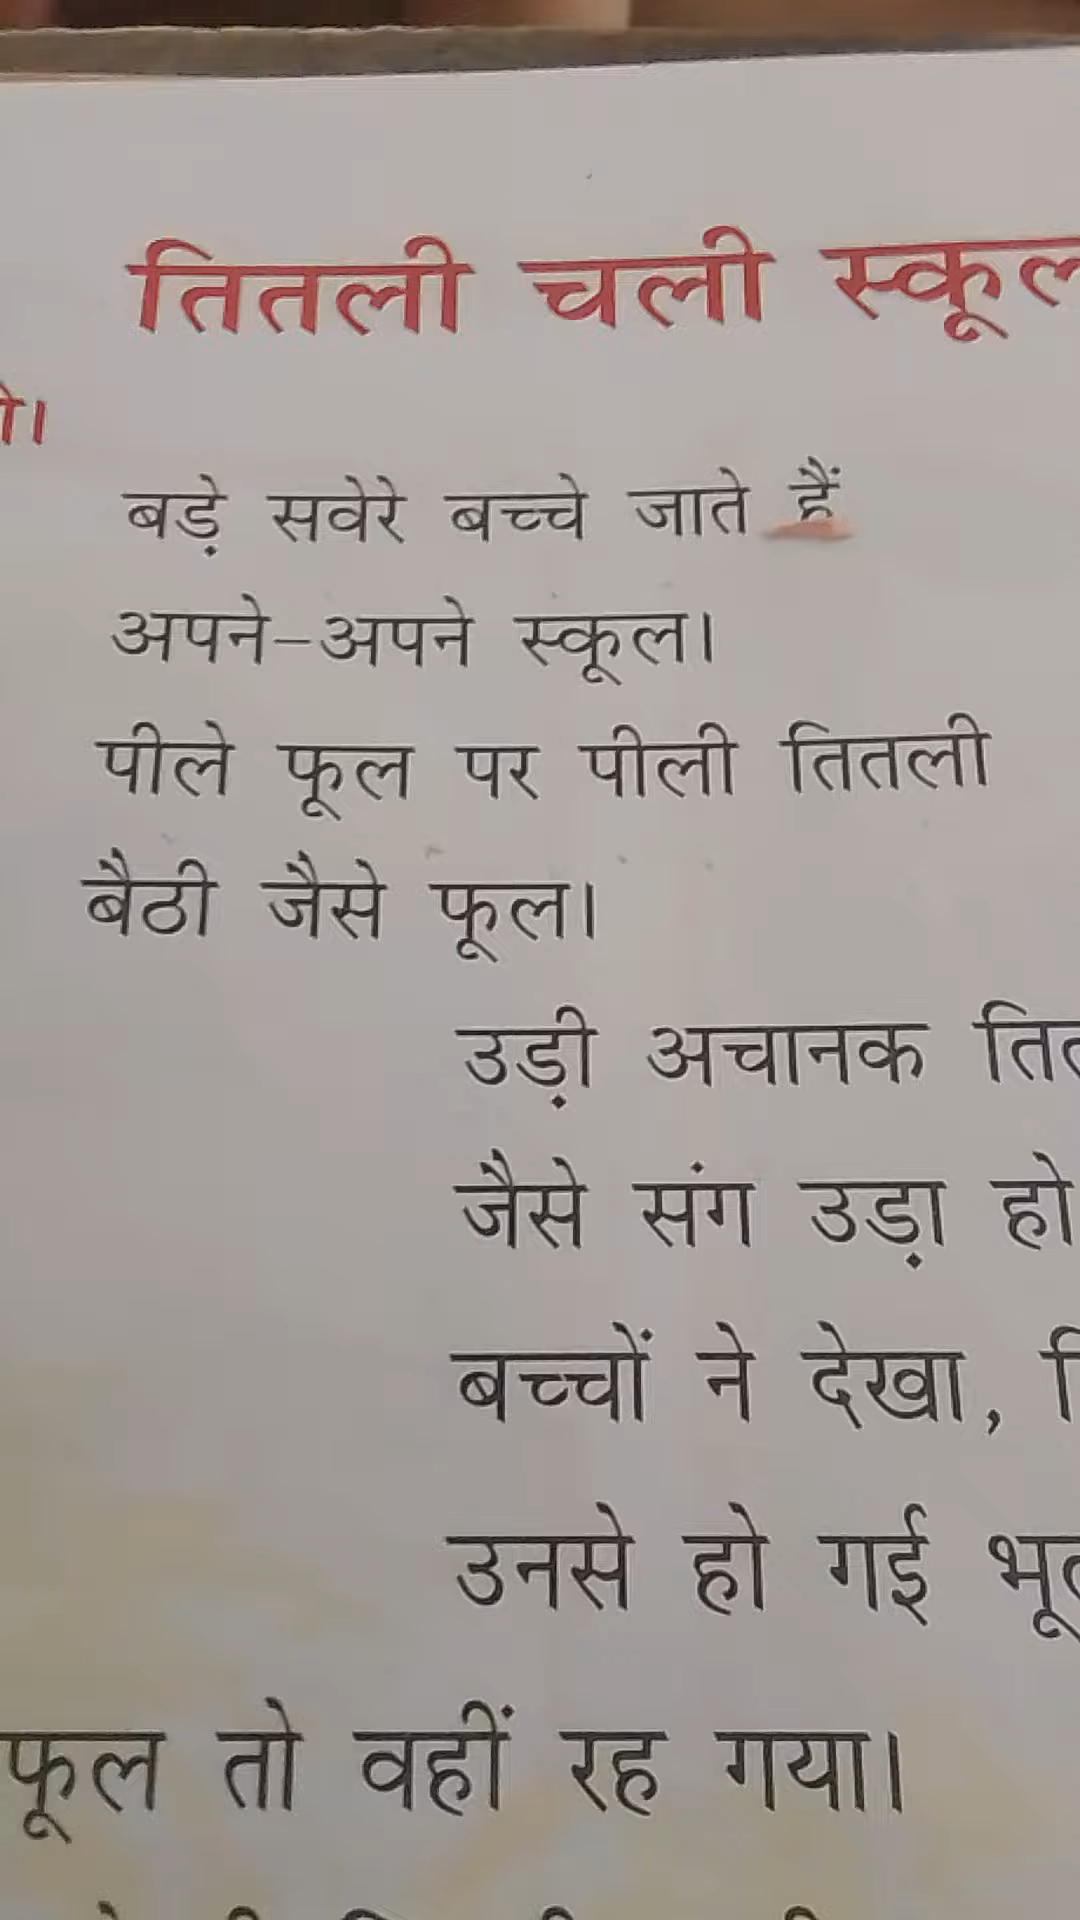 तितली चली स्कूल
बड़े सवेरे बच्चे जाते हैं
अपने-अपने स्कूल।
पीले फूल पर पीली तितली
बैठी जैसे फूल।
उड़ी अचानक
जैसे संग उड़ा हो
बच्चों ने देखा,
उनसे हो गई
फूल तो वहीं रह गया।